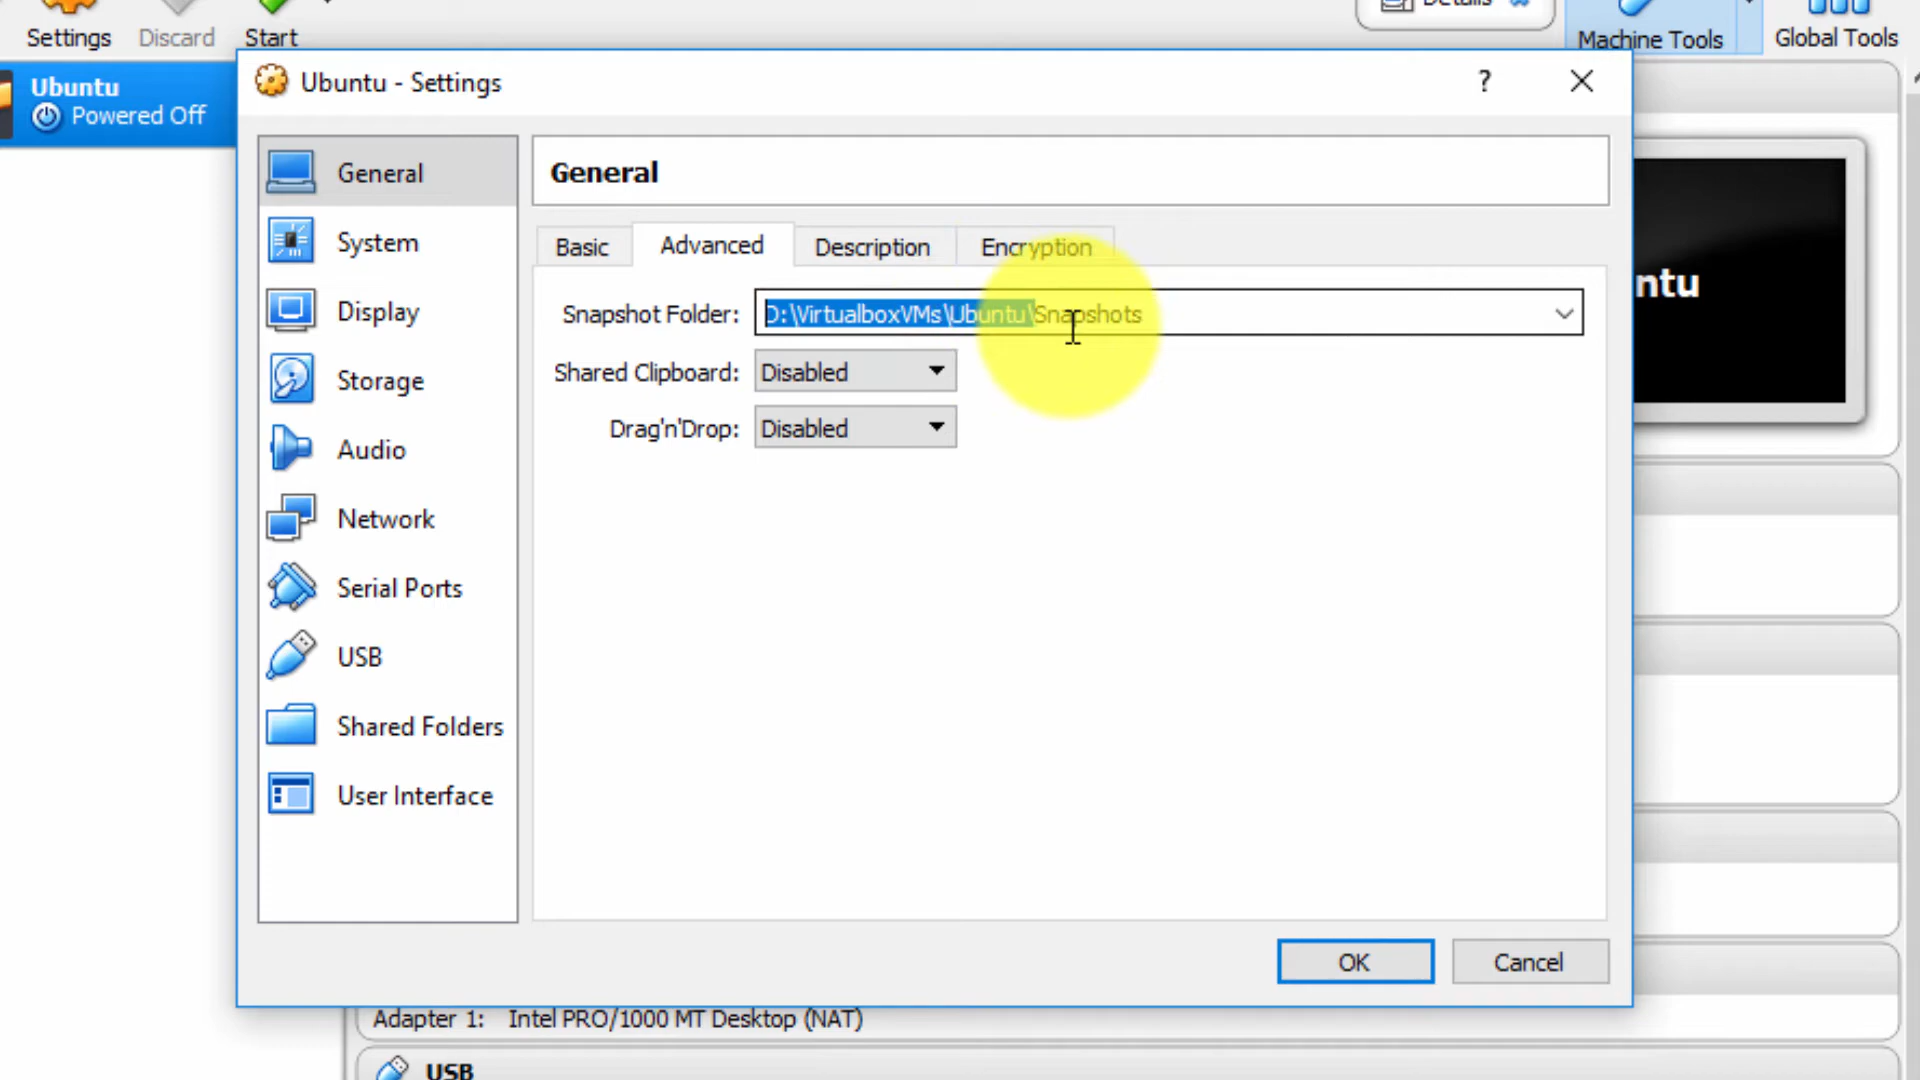 Details
Settings
Discard
Start
Machine Tools
Global Tools
Ubuntu
Powered Off
Ubuntu - Settings
?
General
System
Display
Storage
Audio
Network
Serial Ports
USB
Shared Folders
User Interface
General
Basic
Advanced
Description
Encryption
Snapshot Folder: D:\VirtualboxVMs\Ubuntu\Snapshots
Shared Clipboard: Disabled
Drag'n'Drop: Disabled
OK
Cancel
ntu
Adapter 1: Intel PRO/1000 MT Desktop (NAT)
USB